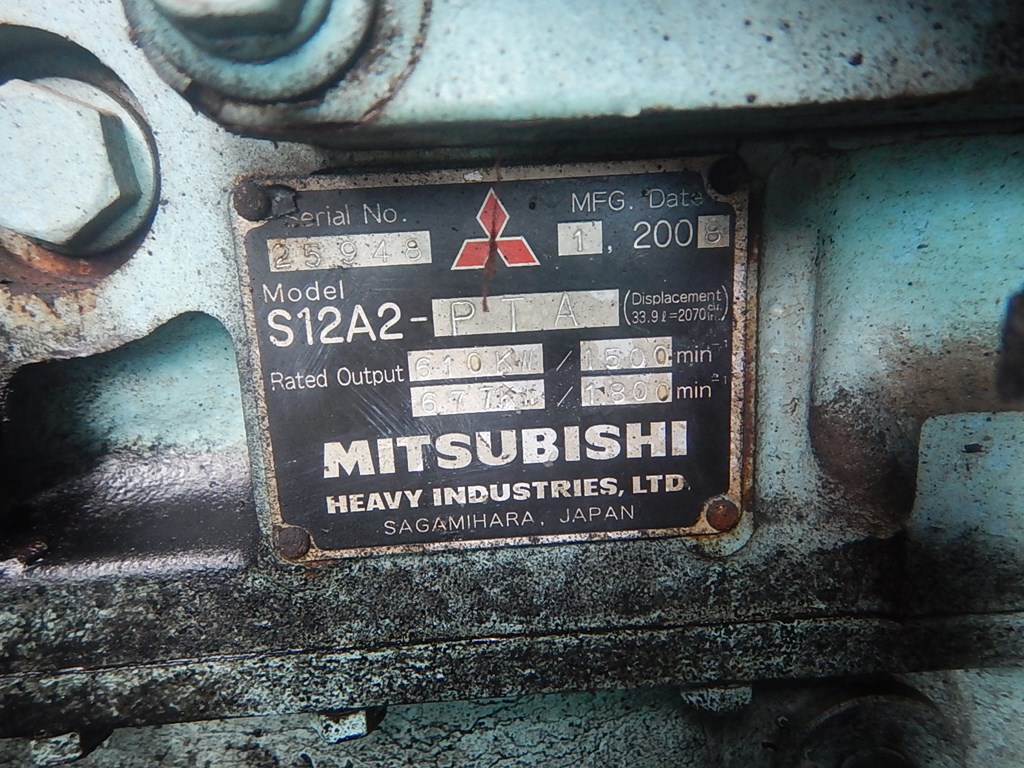 Serial No.
25948
MFG. Date
1, 2008
Model
S12A2-PTA
(Displacement
33.9ℓ=2070
Rated Output 610KW / 1500 min⁻¹
677KW / 1800 min⁻¹
MITSUBISHI
HEAVY INDUSTRIES, LTD.
SAGAMIHARA, JAPAN